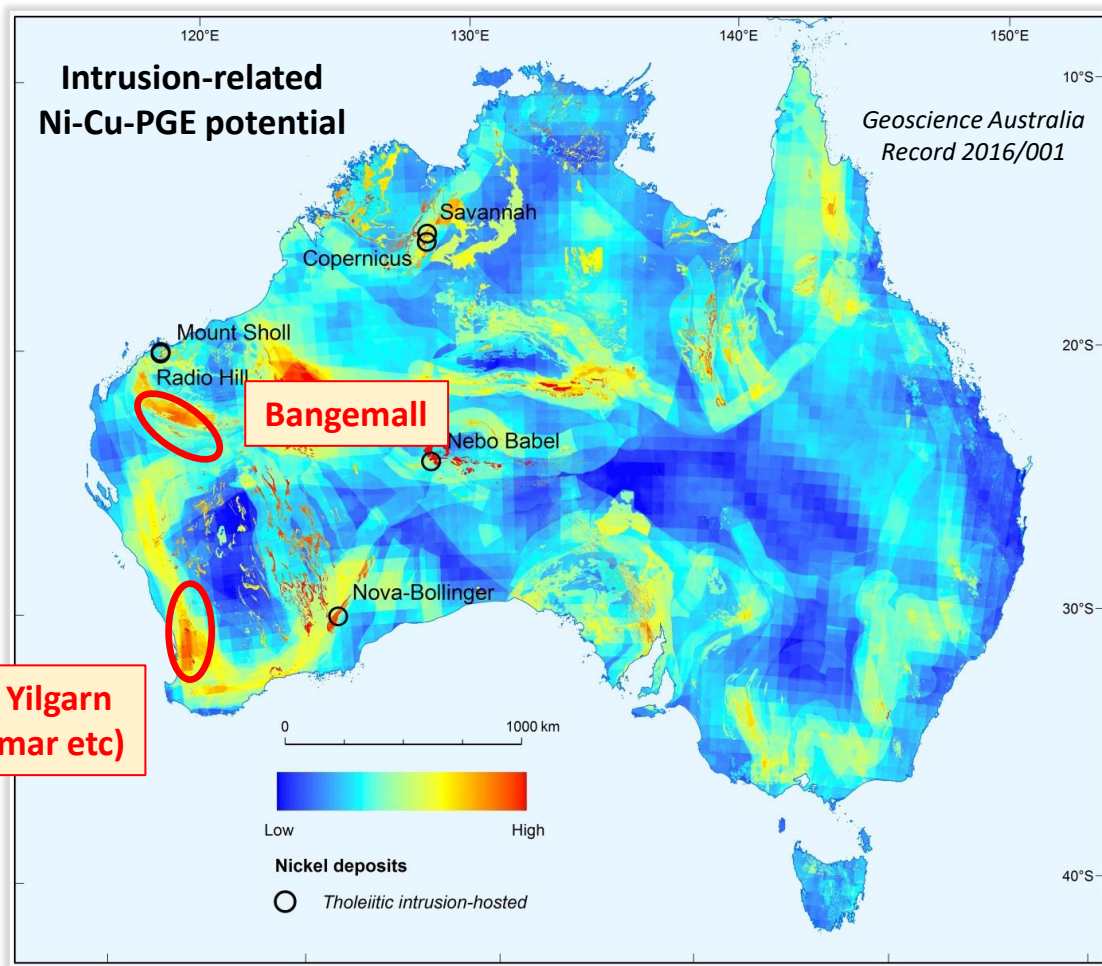 120°E
130°E
140°E
150°E
Intrusion-related
Ni-Cu-PGE potential
10°S
Geoscience Australia
Record 2016/001
Savannah
Copernicus
Mount Sholl
20°S
Radio Hill
Bangemall
Nebo Babel
Nova-Bollinger
30°S
Yilgarn
mar etc)
0
1000 km
Low
High
Nickel deposits
Tholeiitic intrusion-hosted
40°S